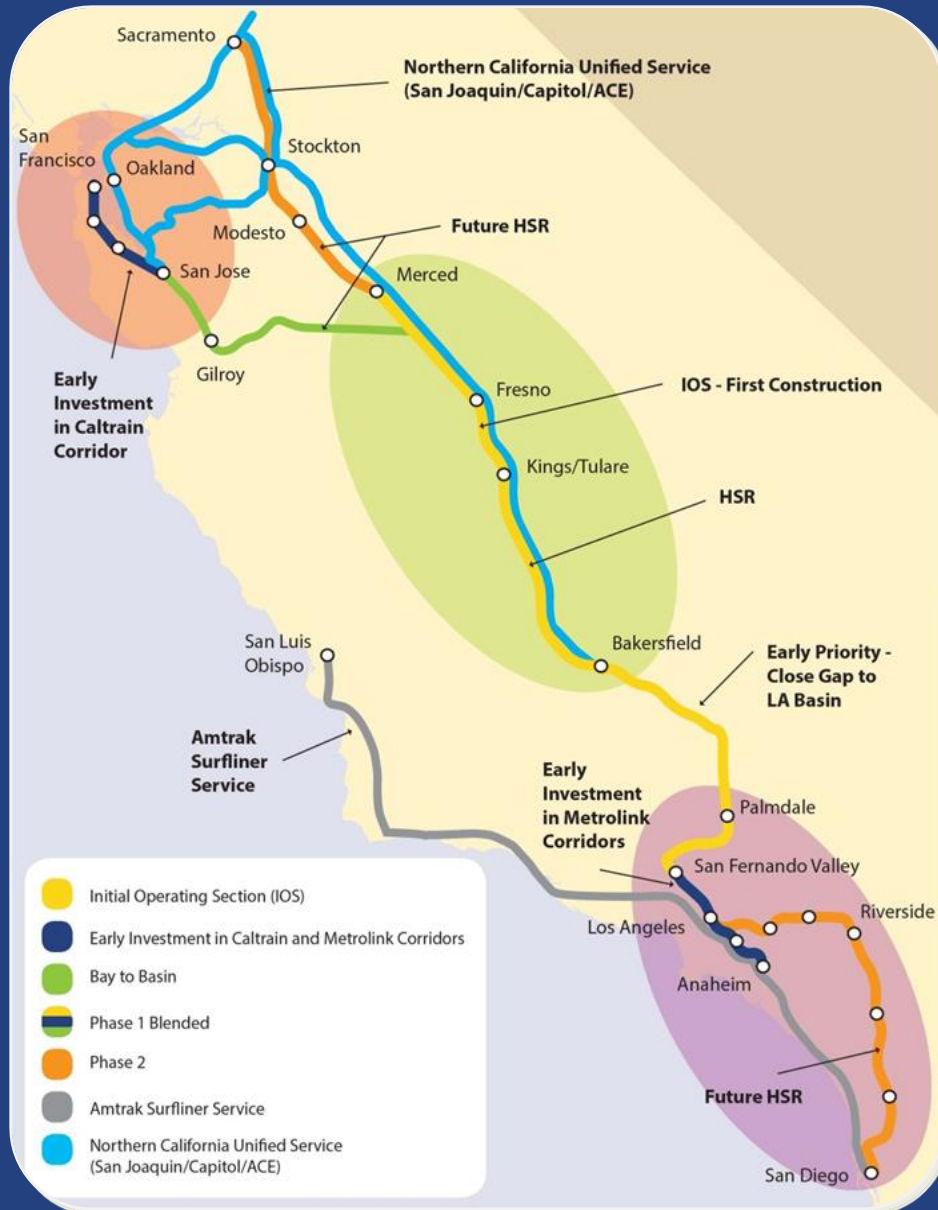 Sacramento
Northern California Unified Service
(San Joaquin/Capitol/ACE)
San
Francisco
Oakland
Stockton
Modesto
Future HSR
San Jose
Merced
Gilroy
Early
Investment
in Caltrain
Corridor
Fresno
IOS - First Construction
Kings/Tulare
HSR
San Luis
Obispo
Bakersfield
Early Priority -
Close Gap to
LA Basin
Amtrak
Surfliner
Service
Early
Investment
in Metrolink
Corridors
Palmdale
San Fernando Valley
Los Angeles
Riverside
Anaheim
Future HSR
San Diego
Initial Operating Section (IOS)
Early Investment in Caltrain and Metrolink Corridors
Bay to Basin
Phase 1 Blended
Phase 2
Amtrak Surfliner Service
Northern California Unified Service
(San Joaquin/Capitol/ACE)